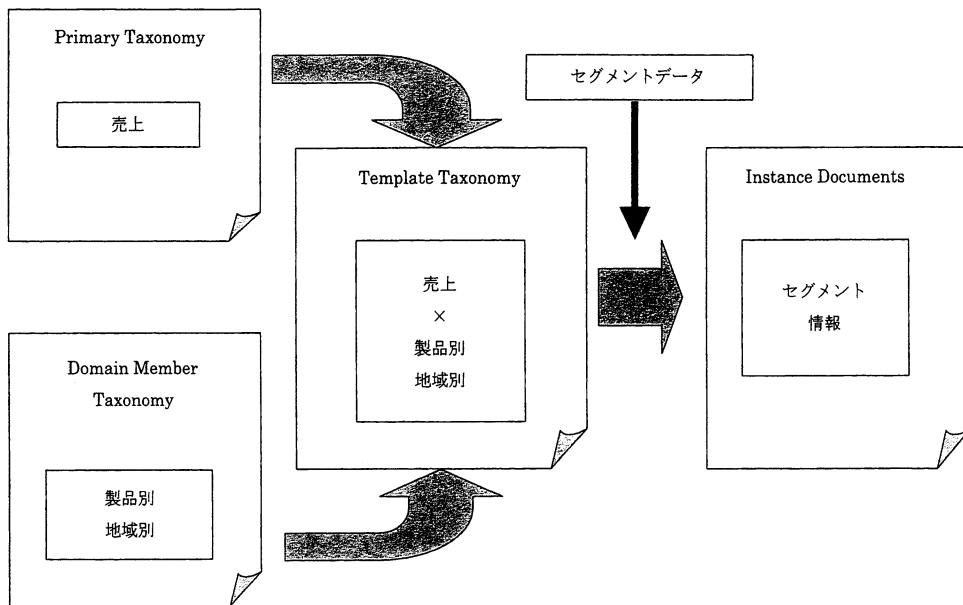 Primary Taxonomy
売上
Domain Member
Taxonomy
製品別
地域別
Template Taxonomy
売上
×
製品別
地域別
セグメントデータ
Instance Documents
セグメント
情報